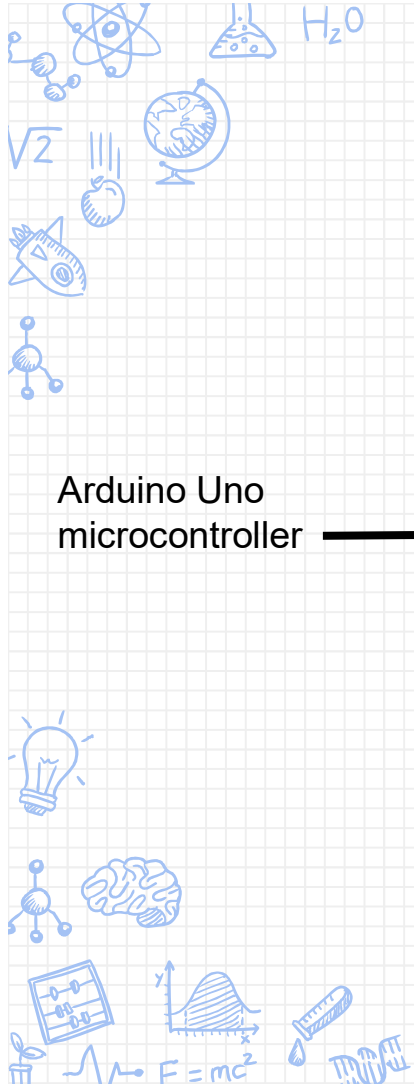 H₂O
√2
Arduino Uno
microcontroller
y
x
F = mc²